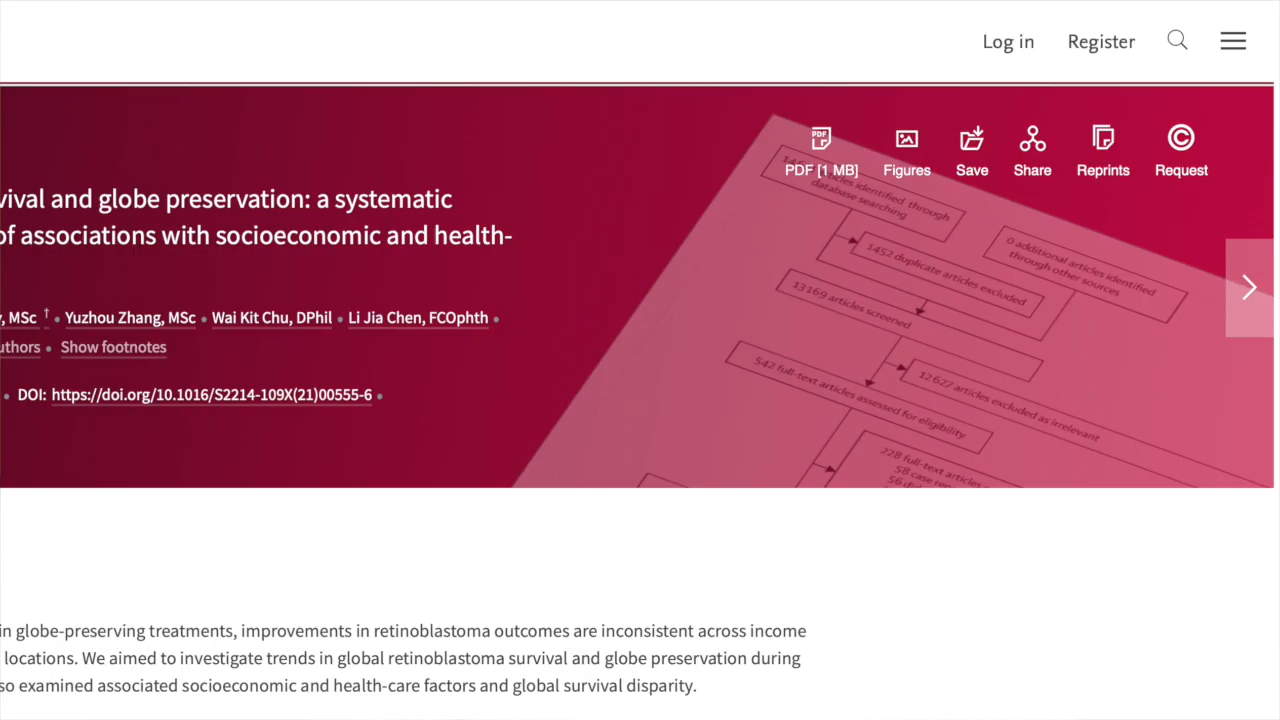 Log in Register
PDF
PDF [1 MB] Figures Save Share Reprints Request
vival and globe preservation: a systematic
of associations with socioeconomic and health-
y, MSc † • Yuzhou Zhang, MSc • Wai Kit Chu, DPhil • Li Jia Chen, FCOphth •
uthors • Show footnotes
• DOI: https://doi.org/10.1016/S2214-109X(21)00555-6 •
articles identified through
database searching
0 additional articles identified
through other sources
1452 duplicate articles excluded
13169 articles screened
12627 articles excluded as irrelevant
542 full-text articles assessed for eligibility
228 full-text articles
58 case
in globe-preserving treatments, improvements in retinoblastoma outcomes are inconsistent across income
locations. We aimed to investigate trends in global retinoblastoma survival and globe preservation during
so examined associated socioeconomic and health-care factors and global survival disparity.